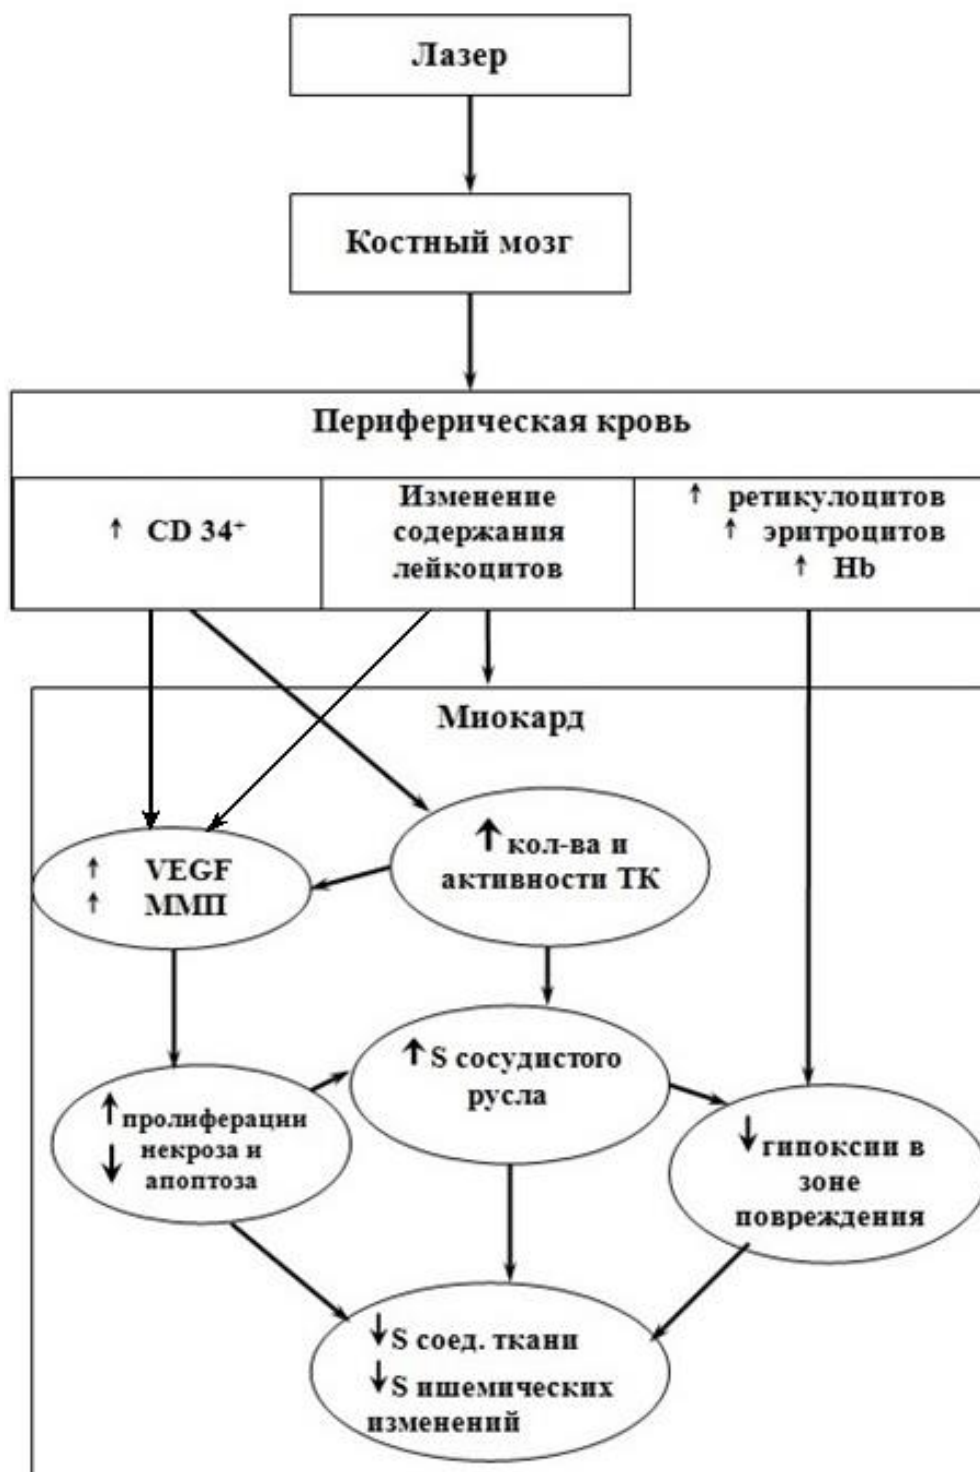 Лазер
Костный мозг
Периферическая кровь
↑ CD 34⁺
Изменение
содержания
лейкоцитов
↑ ретикулоцитов
↑ эритроцитов
↑ Hb
Миокард
↑ VEGF
↑ ММП
↑ кол-ва и
активности ТК
↑ S сосудистого
русла
↑ пролиферации
↓ некроза и
апоптоза
↓ гипоксии в
зоне
повреждения
↓ S соед. ткани
↓ S ишемических
изменений